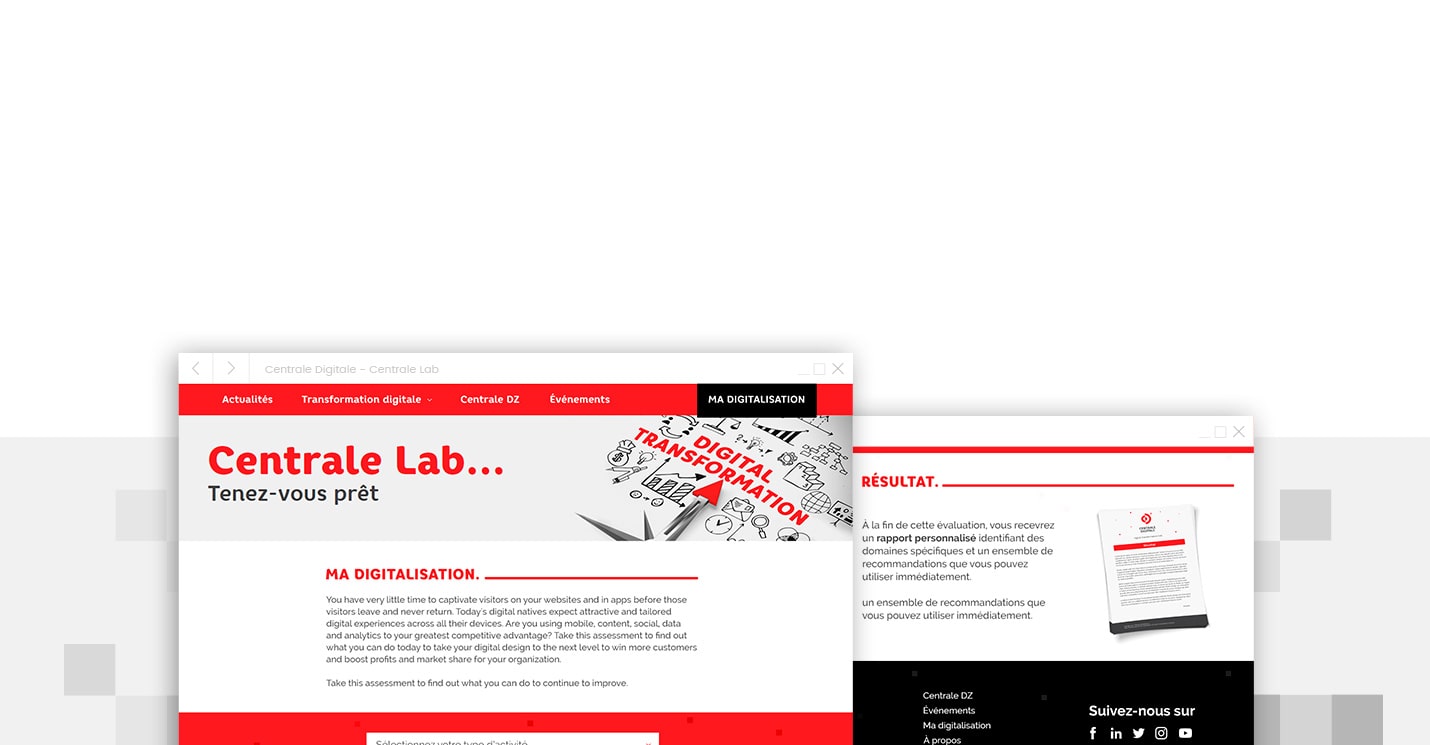 Centrale Digitale – Centrale Lab
Actualités
Transformation digitale
Centrale DZ
Événements
MA DIGITALISATION
Centrale Lab...
Tenez-vous prêt
DIGITAL
TRANSFORMATION
MA DIGITALISATION.
You have very little time to captivate visitors on your websites and in apps before those
visitors leave and never return. Today's digital natives expect attractive and tailored
digital experiences across all their devices. Are you using mobile, content, social, data
and analytics to your greatest competitive advantage? Take this assessment to find out
what you can do today to take your digital design to the next level to win more customers
and boost profits and market share for your organization.
Take this assessment to find out what you can do to continue to improve.
Sélectionnez votre type d'activité
RÉSULTAT.
À la fin de cette évaluation, vous recevrez
un rapport personnalisé identifiant des
domaines spécifiques et un ensemble de
recommandations que vous pouvez
utiliser immédiatement.
un ensemble de recommandations que
vous pouvez utiliser immédiatement.
CENTRALE
DIGITALE
Centrale DZ
Événements
Ma digitalisation
À propos
Suivez-nous sur